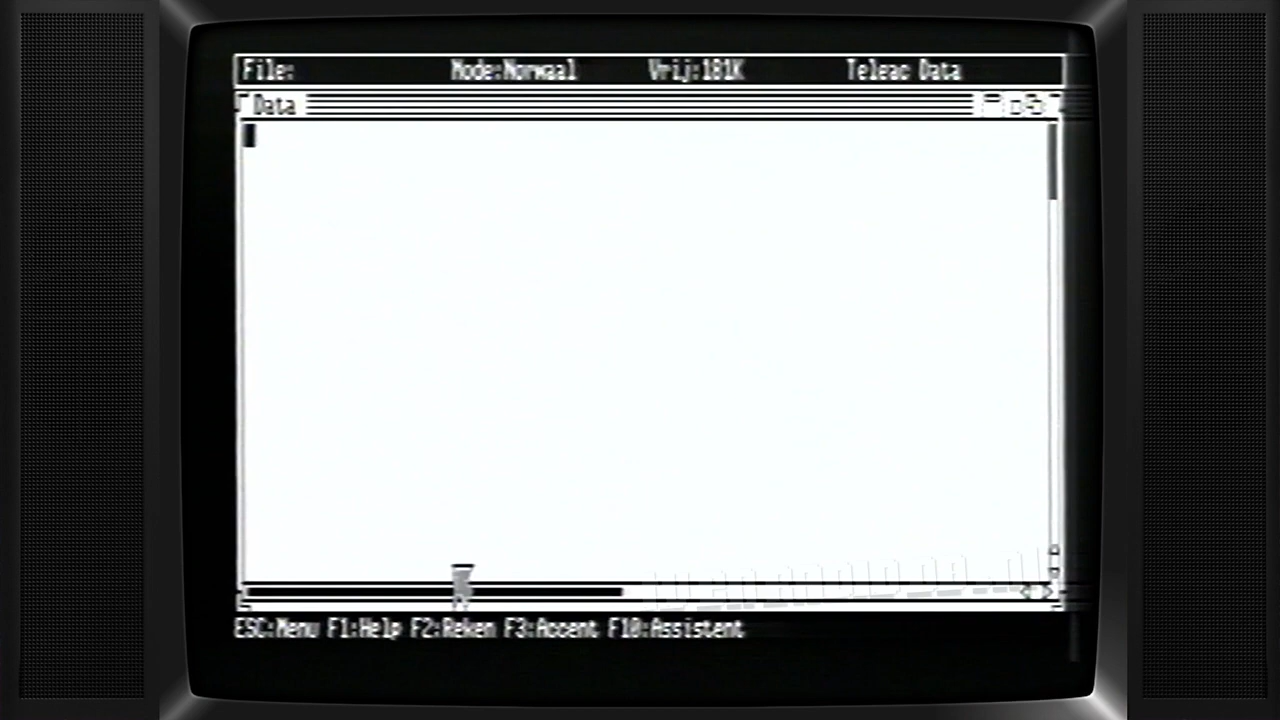 File: Mode:Normaal Vrij:181K Teleac Data
Data
ESC:Menu F1:Help F2:Reken F3:Accent F10:Assistent